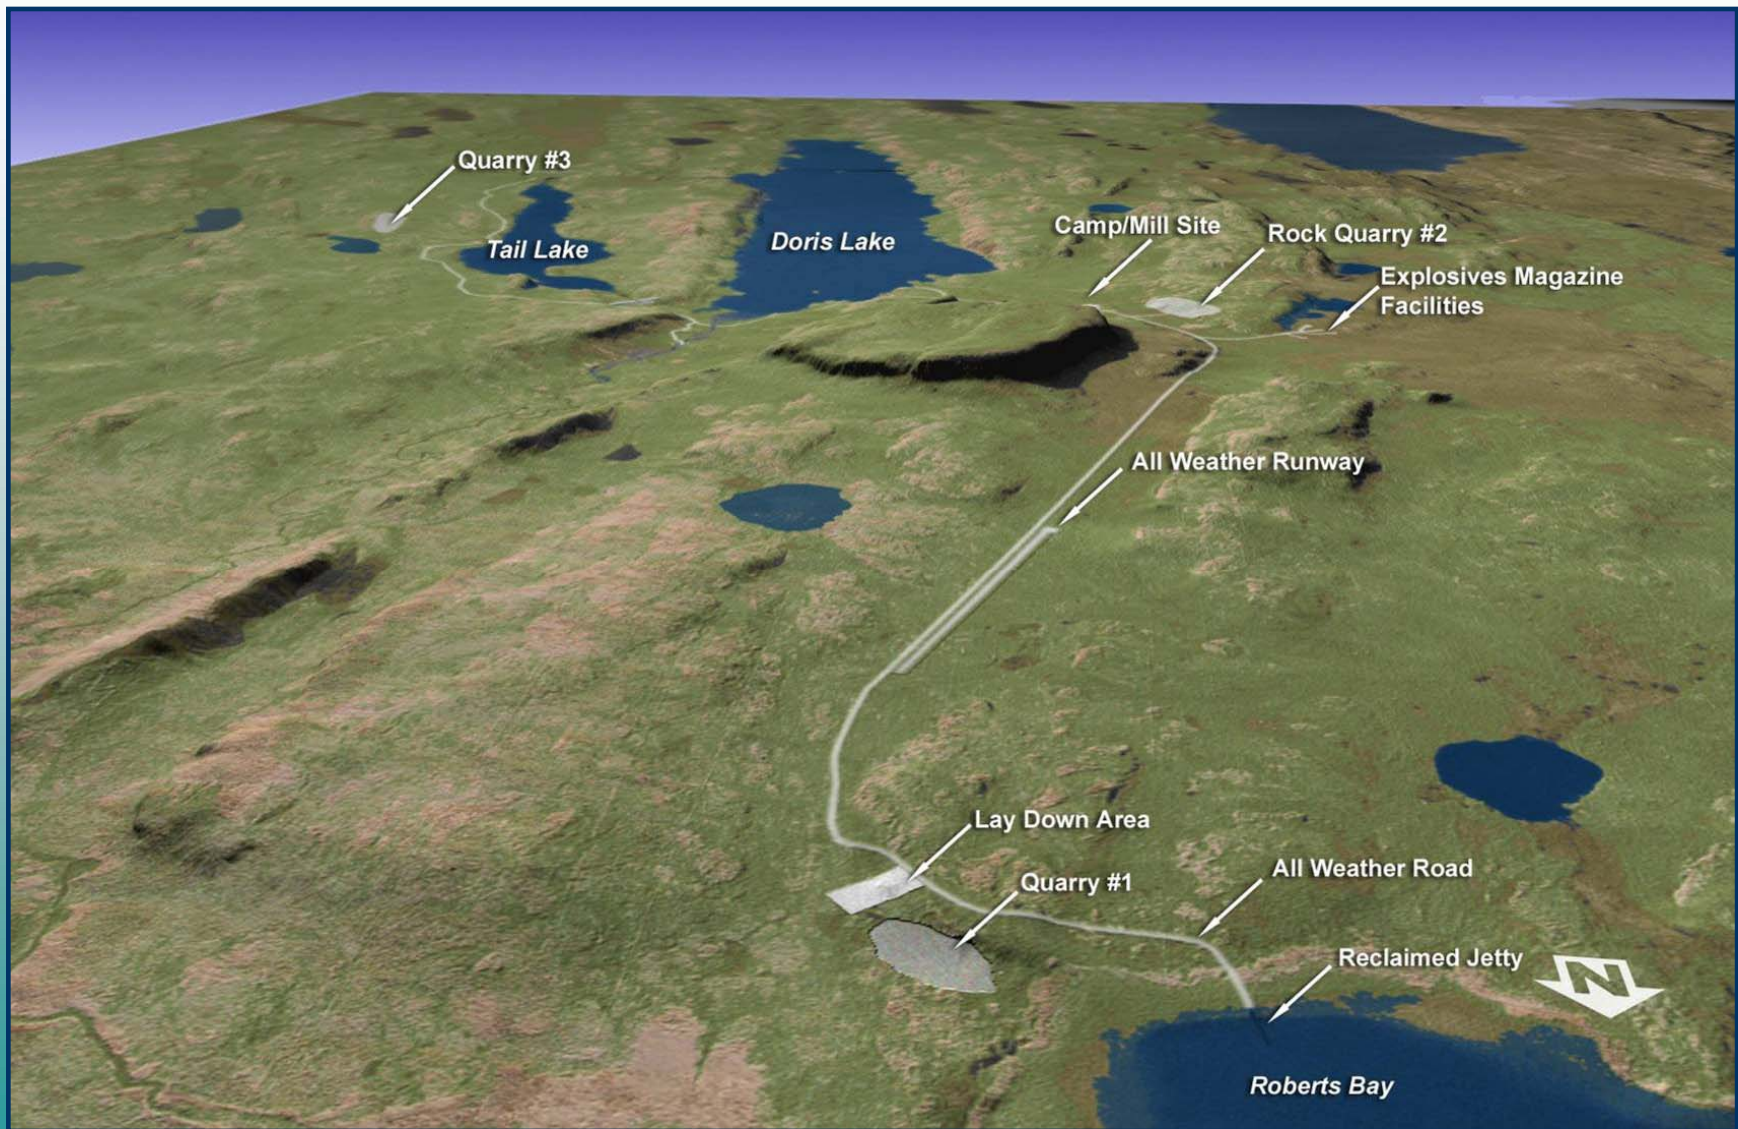 Quarry #3
Tail Lake
Doris Lake
Camp/Mill Site
Rock Quarry #2
Explosives Magazine
Facilities
All Weather Runway
Lay Down Area
Quarry #1
All Weather Road
Reclaimed Jetty
N
Roberts Bay